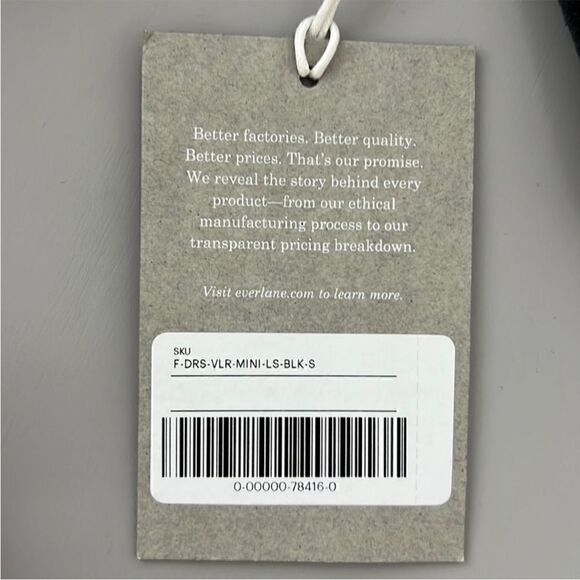 Better factories. Better quality.
Better prices. That's our promise.
We reveal the story behind every
product—from our ethical
manufacturing process to our
transparent pricing breakdown.
Visit everlane.com to learn more.
SKU
F-DRS-VLR-MINI-LS-BLK-S
0-00000-78416-0